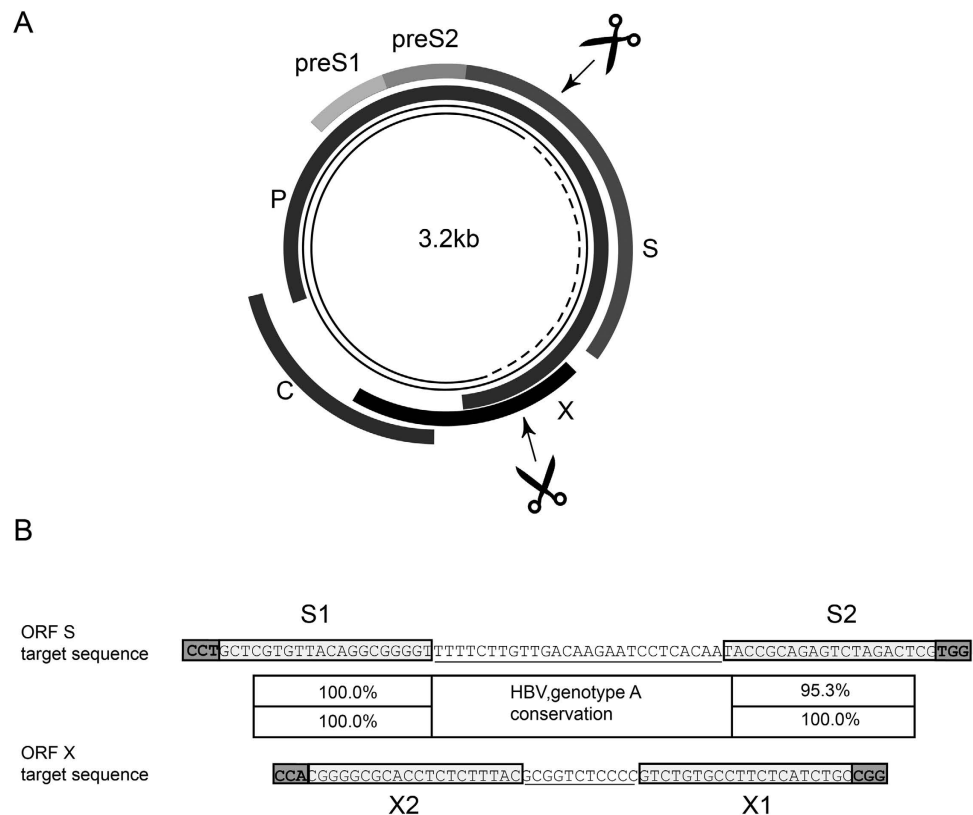 A
preS1
preS2
P
3.2kb
S
C
X
B
S1
S2
ORF S
target sequence
CCTGCTCGTGTTACAGGCGGGGTTTTTCTTGTTGACAAGAATCCTCACAATACCGCAGAGTCTAGACTCGTGG
100.0%
HBV,genotype A
95.3%
conservation
100.0%
100.0%
ORF X
target sequence
CCACGGGGCGCACCTCTCTTTACGCGGTCTCCCCGTCTGTGCCTTCTCATCTGCCGG
X2
X1